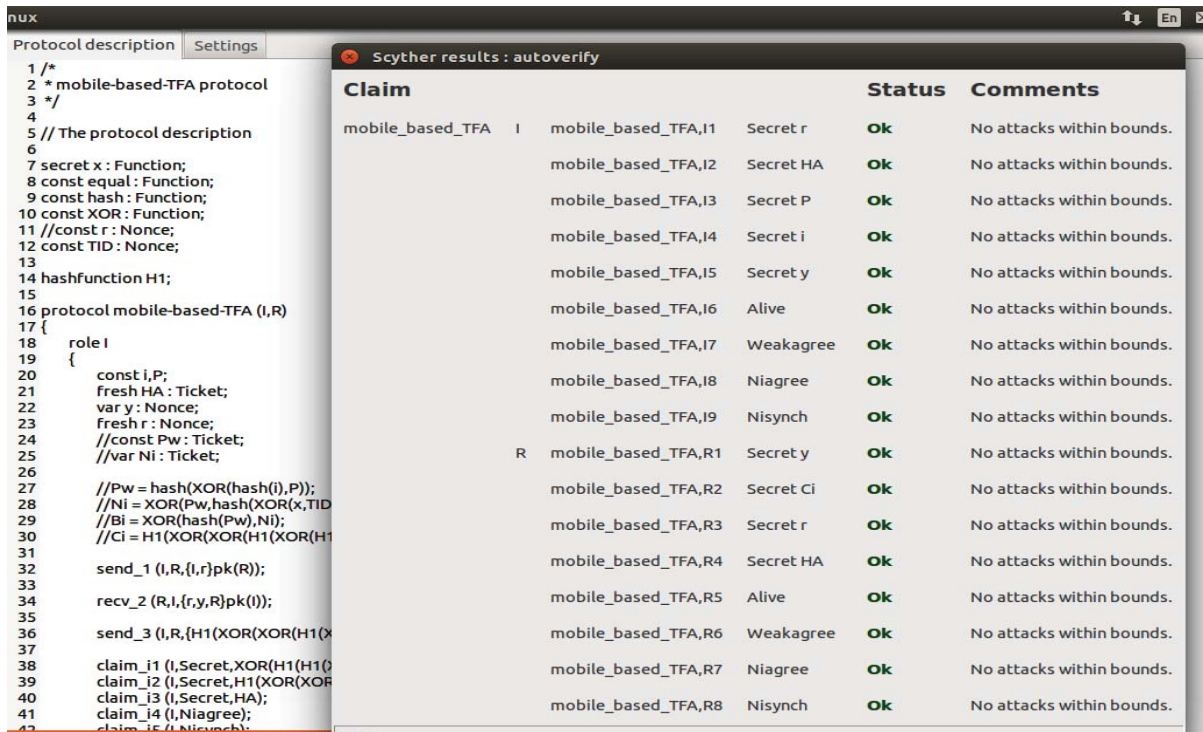 nux
En
Protocol description Settings
1 /*
2 * mobile-based-TFA protocol
3 */
4
5 // The protocol description
6
7 secret x : Function;
8 const equal : Function;
9 const hash : Function;
10 const XOR : Function;
11 //const r : Nonce;
12 const TID : Nonce;
13
14 hashfunction H1;
15
16 protocol mobile-based-TFA (I,R)
17 {
18 role I
19 {
20 const i,P;
21 fresh HA : Ticket;
22 var y : Nonce;
23 fresh r : Nonce;
24 //const Pw : Ticket;
25 //var Ni : Ticket;
26
27 //Pw = hash(XOR(hash(i),P));
28 //Ni = XOR(Pw,hash(XOR(x,TID
29 //Bi = XOR(hash(Pw),Ni);
30 //Ci = H1(XOR(XOR(H1(XOR(H1
31
32 send_1 (I,R,{I,r}pk(R));
33
34 recv_2 (R,I,{r,y,R}pk(I));
35
36 send_3 (I,R,{H1(XOR(XOR(H1(X
37
38 claim_i1 (I,Secret,XOR(H1(H1(X
39 claim_i2 (I,Secret,H1(XOR(XOR
40 claim_i3 (I,Secret,HA);
41 claim_i4 (I,Niagree);
42 claim_i5 (I,Nisynch);
Scyther results : autoverify
Claim Status Comments
mobile_based_TFA I mobile_based_TFA,I1 Secret r Ok No attacks within bounds.
mobile_based_TFA,I2 Secret HA Ok No attacks within bounds.
mobile_based_TFA,I3 Secret P Ok No attacks within bounds.
mobile_based_TFA,I4 Secret i Ok No attacks within bounds.
mobile_based_TFA,I5 Secret y Ok No attacks within bounds.
mobile_based_TFA,I6 Alive Ok No attacks within bounds.
mobile_based_TFA,I7 Weakagree Ok No attacks within bounds.
mobile_based_TFA,I8 Niagree Ok No attacks within bounds.
mobile_based_TFA,I9 Nisynch Ok No attacks within bounds.
R mobile_based_TFA,R1 Secret y Ok No attacks within bounds.
mobile_based_TFA,R2 Secret Ci Ok No attacks within bounds.
mobile_based_TFA,R3 Secret r Ok No attacks within bounds.
mobile_based_TFA,R4 Secret HA Ok No attacks within bounds.
mobile_based_TFA,R5 Alive Ok No attacks within bounds.
mobile_based_TFA,R6 Weakagree Ok No attacks within bounds.
mobile_based_TFA,R7 Niagree Ok No attacks within bounds.
mobile_based_TFA,R8 Nisynch Ok No attacks within bounds.